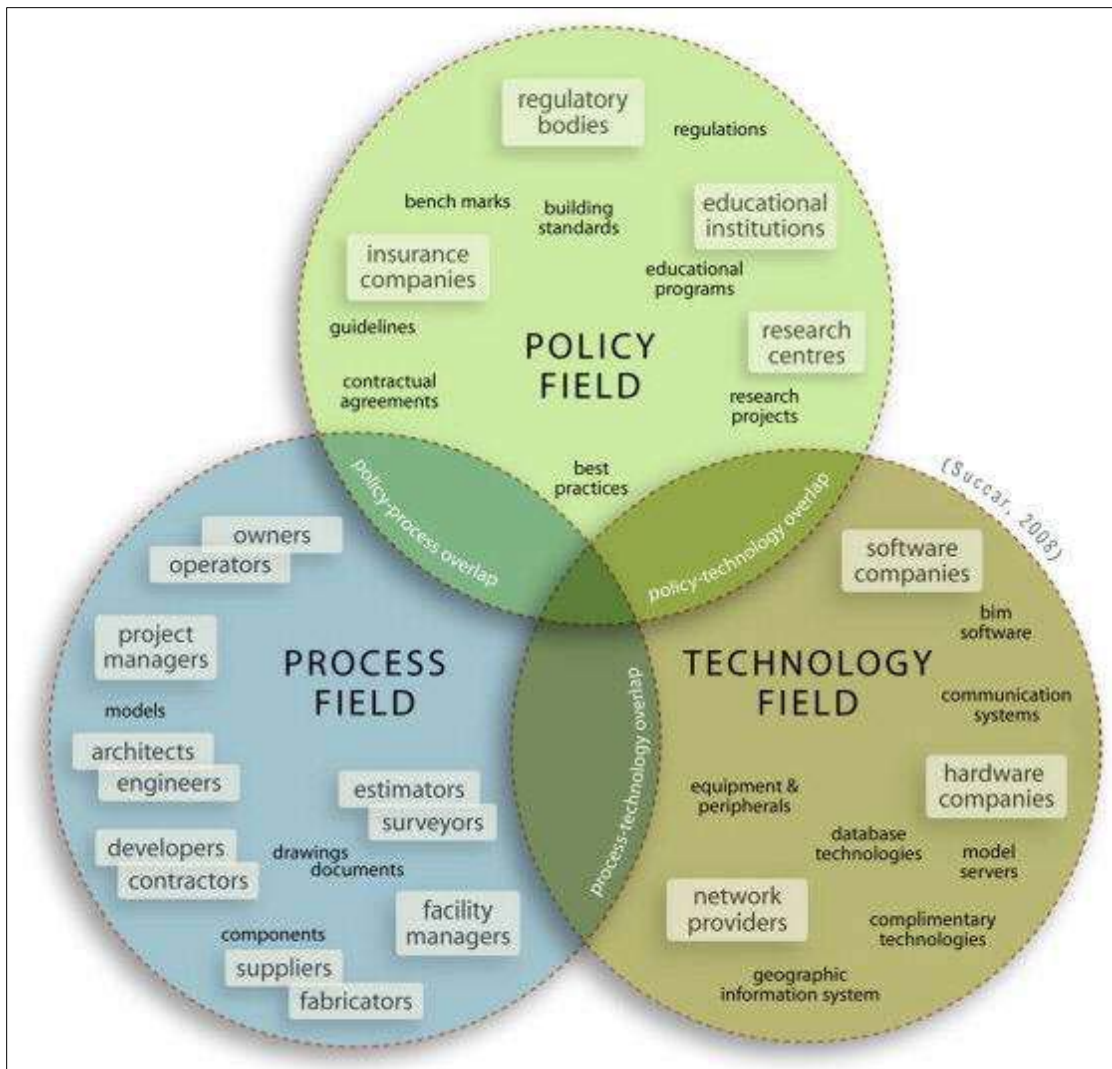 regulatory
bodies
regulations
bench marks
building
standards
educational
institutions
insurance
companies
educational
programs
guidelines
POLICY
FIELD
research
centres
contractual
agreements
research
projects
best
practices
policy-process overlap
policy-technology overlap
(Succar, 2008)
owners
operators
project
managers
PROCESS
FIELD
models
architects
engineers
estimators
surveyors
developers
contractors
drawings
documents
facility
managers
components
suppliers
fabricators
process-technology overlap
software
companies
bim
software
TECHNOLOGY
FIELD
communication
systems
equipment &
peripherals
hardware
companies
database
technologies
model
servers
network
providers
complimentary
technologies
geographic
information system